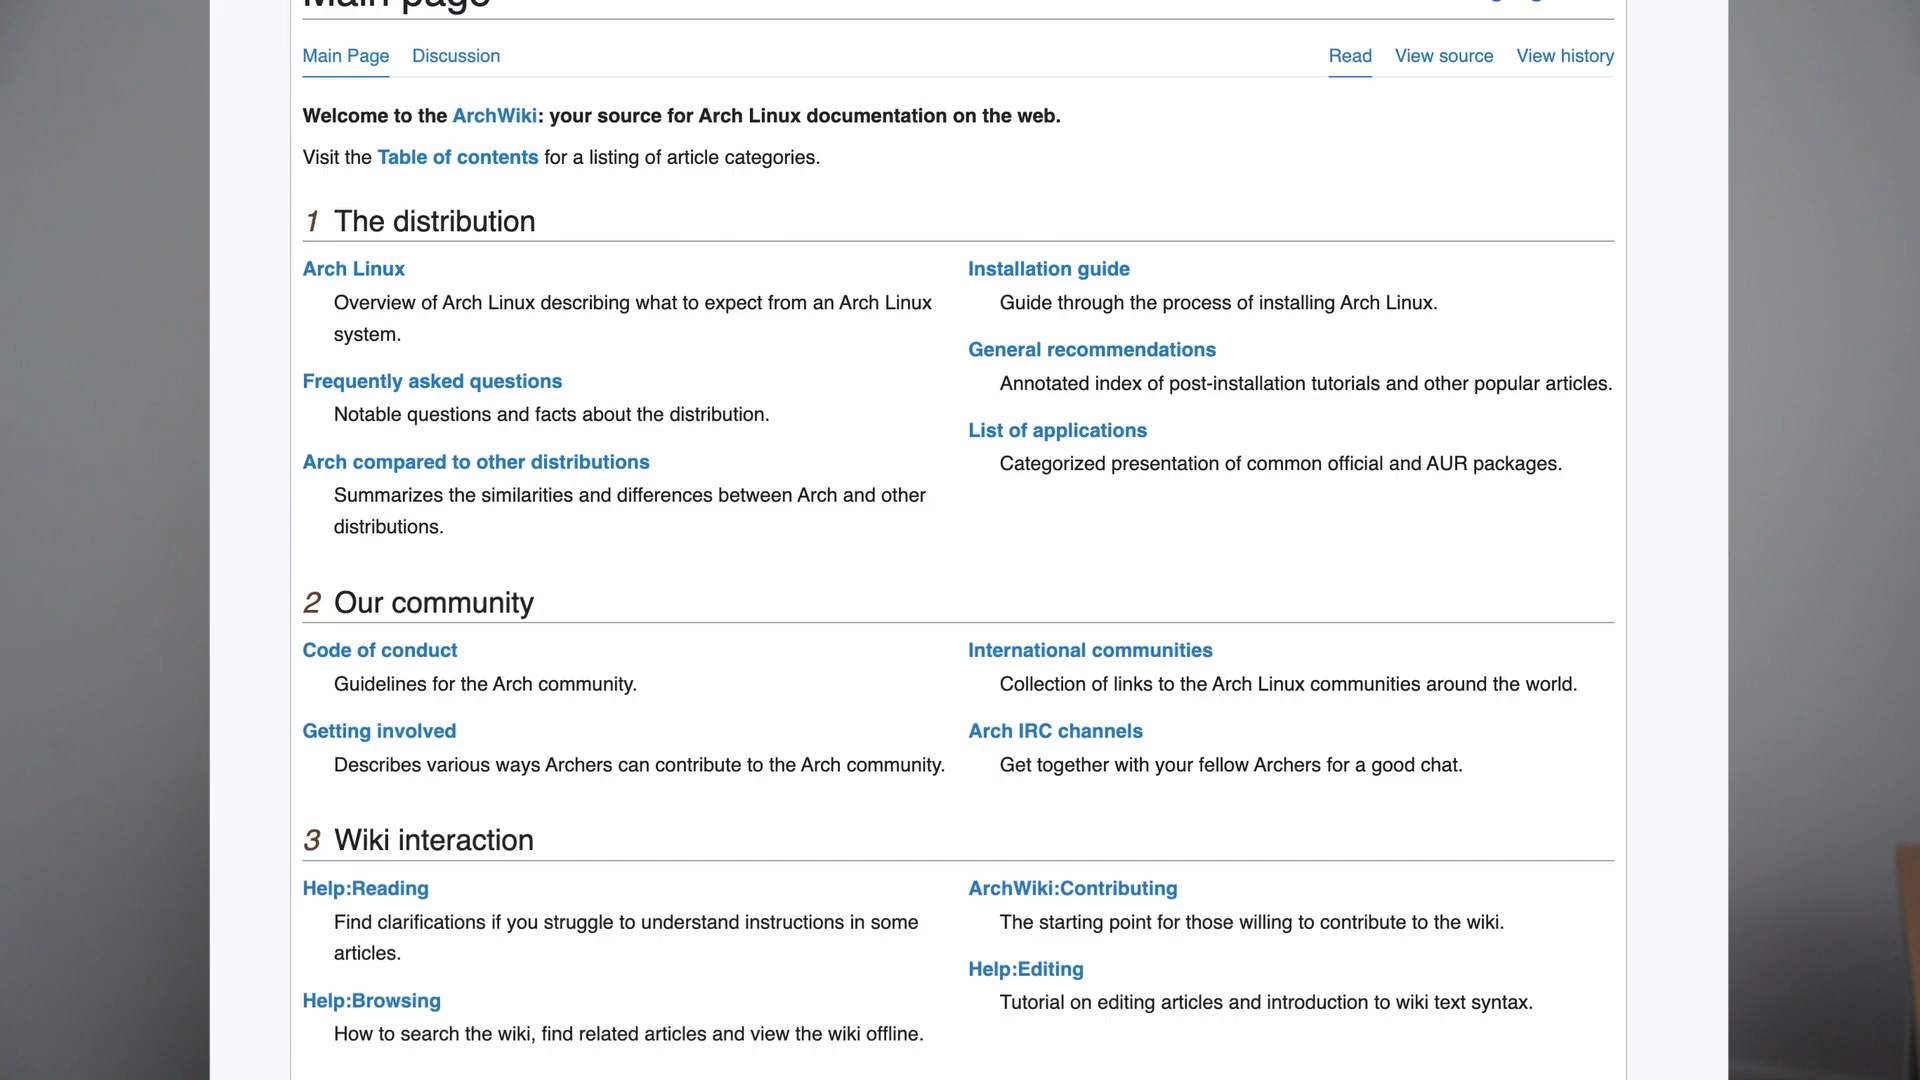 Main page
Main Page Discussion Read View source View history
Welcome to the ArchWiki: your source for Arch Linux documentation on the web.
Visit the Table of contents for a listing of article categories.
1 The distribution
Arch Linux
Overview of Arch Linux describing what to expect from an Arch Linux
system.
Frequently asked questions
Notable questions and facts about the distribution.
Arch compared to other distributions
Summarizes the similarities and differences between Arch and other
distributions.
Installation guide
Guide through the process of installing Arch Linux.
General recommendations
Annotated index of post-installation tutorials and other popular articles.
List of applications
Categorized presentation of common official and AUR packages.
2 Our community
Code of conduct
Guidelines for the Arch community.
Getting involved
Describes various ways Archers can contribute to the Arch community.
International communities
Collection of links to the Arch Linux communities around the world.
Arch IRC channels
Get together with your fellow Archers for a good chat.
3 Wiki interaction
Help:Reading
Find clarifications if you struggle to understand instructions in some
articles.
Help:Browsing
How to search the wiki, find related articles and view the wiki offline.
ArchWiki:Contributing
The starting point for those willing to contribute to the wiki.
Help:Editing
Tutorial on editing articles and introduction to wiki text syntax.